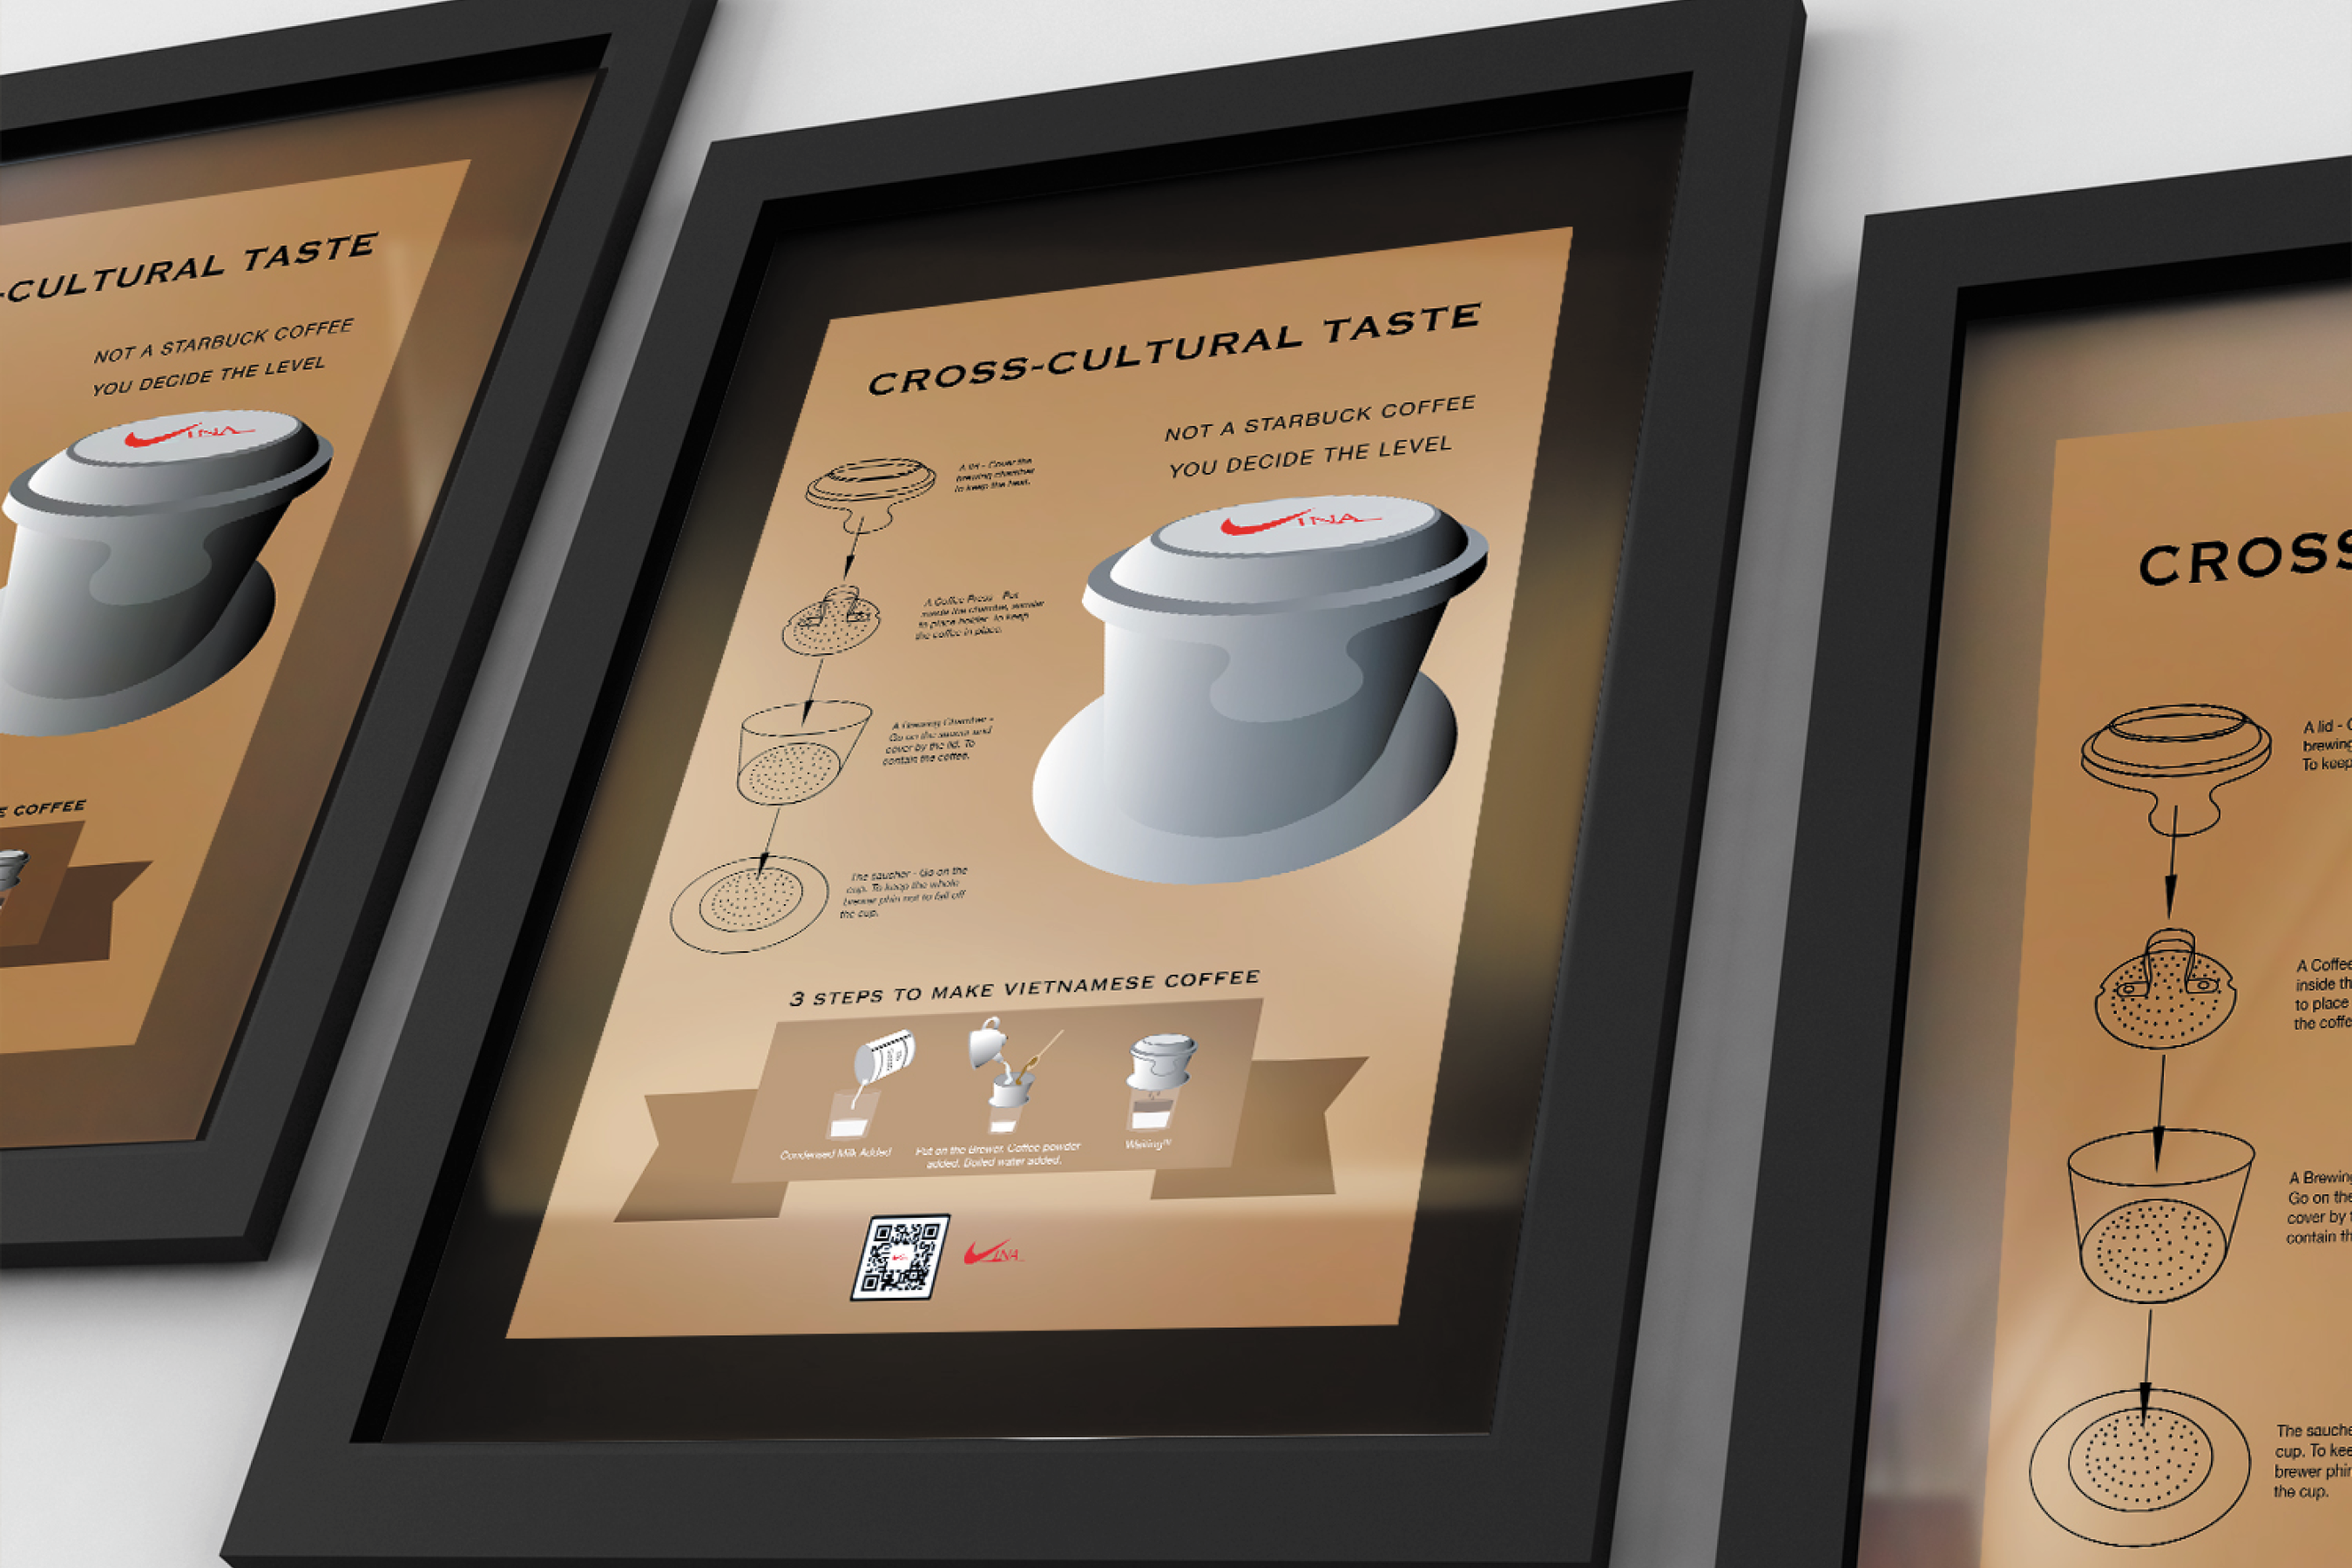 -CULTURAL TASTE
NOT A STARBUCK COFFEE
YOU DECIDE THE LEVEL
INA
E COFFEE
CROSS-CULTURAL TASTE
NOT A STARBUCK COFFEE
YOU DECIDE THE LEVEL
INA
A lid - Cover the
brewing chamber
To keep the heat.
A Coffee Press - Put
inside the chamber, similar
to place holder. To keep
the coffee in place.
A Brewing Chamber -
Go on the saucer and
cover by the lid. To
contain the coffee.
The saucher - Go on the
cup. To keep the whole
brewer phin not to fall off
the cup.
3 STEPS TO MAKE VIETNAMESE COFFEE
Condensed Milk Added
Put on the Brewer. Coffee powder
added. Boiled water added.
Waiting!!!
INA
CROSS
A lid - C
brewing
To keep
A Coffee
inside th
to place
the coffe
A Brewing
Go on the
cover by t
contain th
The sauche
cup. To kee
brewer phin
the cup.